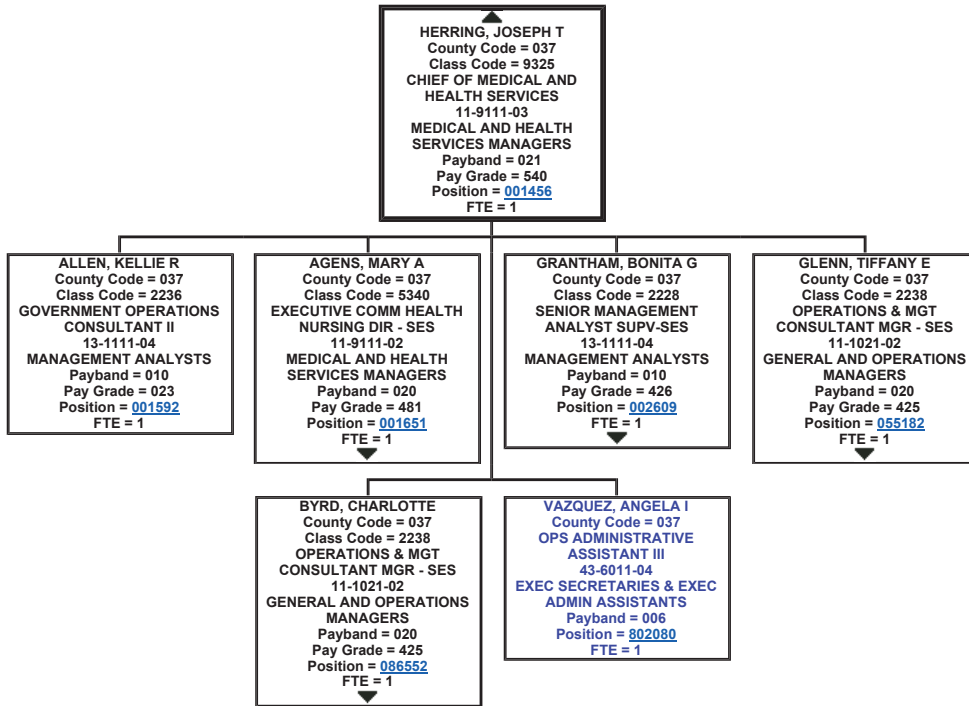 HERRING, JOSEPH T
County Code = 037
Class Code = 9325
CHIEF OF MEDICAL AND
HEALTH SERVICES
11-9111-03
MEDICAL AND HEALTH
SERVICES MANAGERS
Payband = 021
Pay Grade = 540
Position = 001456
FTE = 1
ALLEN, KELLIE R
County Code = 037
Class Code = 2236
GOVERNMENT OPERATIONS
CONSULTANT II
13-1111-04
MANAGEMENT ANALYSTS
Payband = 010
Pay Grade = 023
Position = 001592
FTE = 1
AGENS, MARY A
County Code = 037
Class Code = 5340
EXECUTIVE COMM HEALTH
NURSING DIR - SES
11-9111-02
MEDICAL AND HEALTH
SERVICES MANAGERS
Payband = 020
Pay Grade = 481
Position = 001651
FTE = 1
GRANTHAM, BONITA G
County Code = 037
Class Code = 2228
SENIOR MANAGEMENT
ANALYST SUPV-SES
13-1111-04
MANAGEMENT ANALYSTS
Payband = 010
Pay Grade = 426
Position = 002609
FTE = 1
GLENN, TIFFANY E
County Code = 037
Class Code = 2238
OPERATIONS & MGT
CONSULTANT MGR - SES
11-1021-02
GENERAL AND OPERATIONS
MANAGERS
Payband = 020
Pay Grade = 425
Position = 055182
FTE = 1
BYRD, CHARLOTTE
County Code = 037
Class Code = 2238
OPERATIONS & MGT
CONSULTANT MGR - SES
11-1021-02
GENERAL AND OPERATIONS
MANAGERS
Payband = 020
Pay Grade = 425
Position = 086552
FTE = 1
VAZQUEZ, ANGELA I
County Code = 037
OPS ADMINISTRATIVE
ASSISTANT III
43-6011-04
EXEC SECRETARIES & EXEC
ADMIN ASSISTANTS
Payband = 006
Position = 802080
FTE = 1